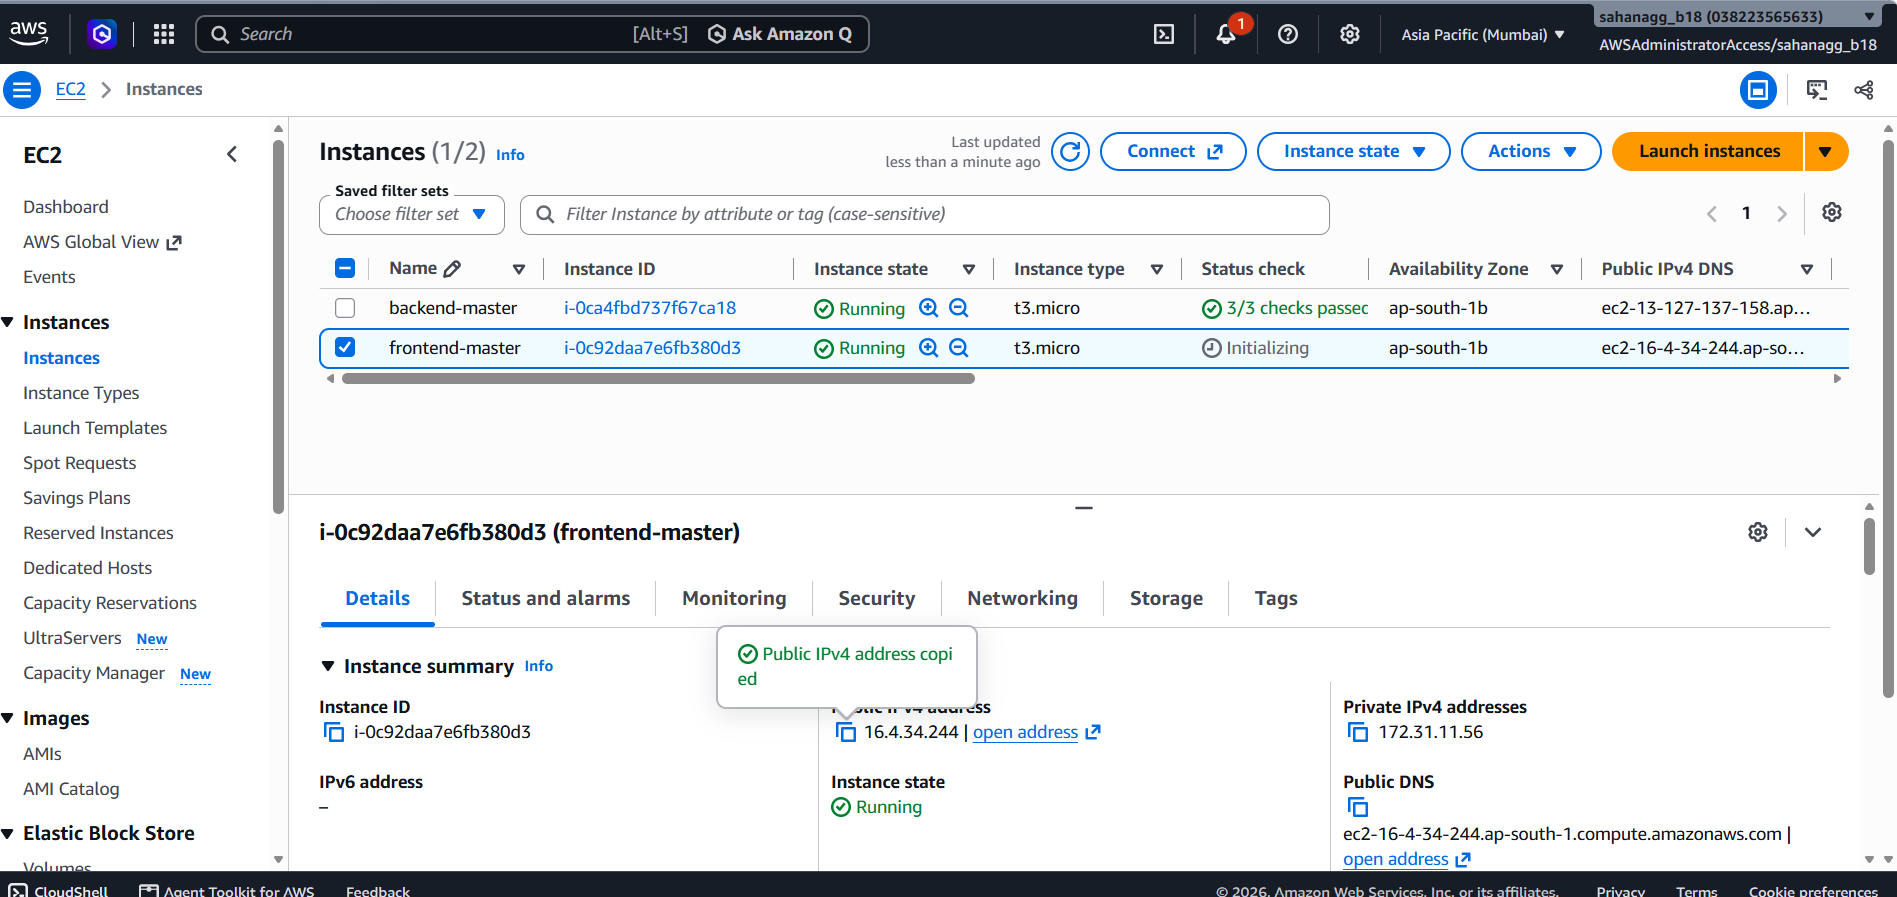 aws
Search [Alt+S] Ask Amazon Q
1
Asia Pacific (Mumbai)
sahanagg_b18 (038223565633)
AWSAdministratorAccess/sahanagg_b18
EC2 Instances
EC2
Dashboard
AWS Global View
Events
Instances
Instances
Instance Types
Launch Templates
Spot Requests
Savings Plans
Reserved Instances
Dedicated Hosts
Capacity Reservations
UltraServers New
Capacity Manager New
Images
AMIs
AMI Catalog
Elastic Block Store
Volumes
Instances (1/2) Info
Last updated
less than a minute ago
Connect
Instance state
Actions
Launch instances
Saved filter sets
Choose filter set
Filter Instance by attribute or tag (case-sensitive)
1
Name Instance ID Instance state Instance type Status check Availability Zone Public IPv4 DNS
backend-master i-0ca4fbd737f67ca18 Running t3.micro 3/3 checks passed ap-south-1b ec2-13-127-137-158.ap...
frontend-master i-0c92daa7e6fb380d3 Running t3.micro Initializing ap-south-1b ec2-16-4-34-244.ap-so...
i-0c92daa7e6fb380d3 (frontend-master)
Details Status and alarms Monitoring Security Networking Storage Tags
Public IPv4 address copi
ed
Instance summary Info
Instance ID
i-0c92daa7e6fb380d3
Public IPv4 address
16.4.34.244 | open address
Private IPv4 addresses
172.31.11.56
IPv6 address
–
Instance state
Running
Public DNS
ec2-16-4-34-244.ap-south-1.compute.amazonaws.com |
open address
CloudShell Agent Toolkit for AWS Feedback © 2026, Amazon Web Services, Inc. or its affiliates. Privacy Terms Cookie preferences